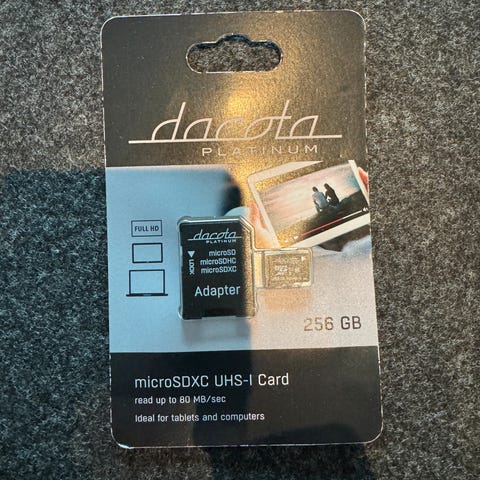 dacota
PLATINUM
FULL HD
dacota
PLATINUM
LOCK
microSD
microSDHC
microSDXC
Adapter
256 GB
microSDXC UHS-I Card
read up to 80 MB/sec
Ideal for tablets and computers